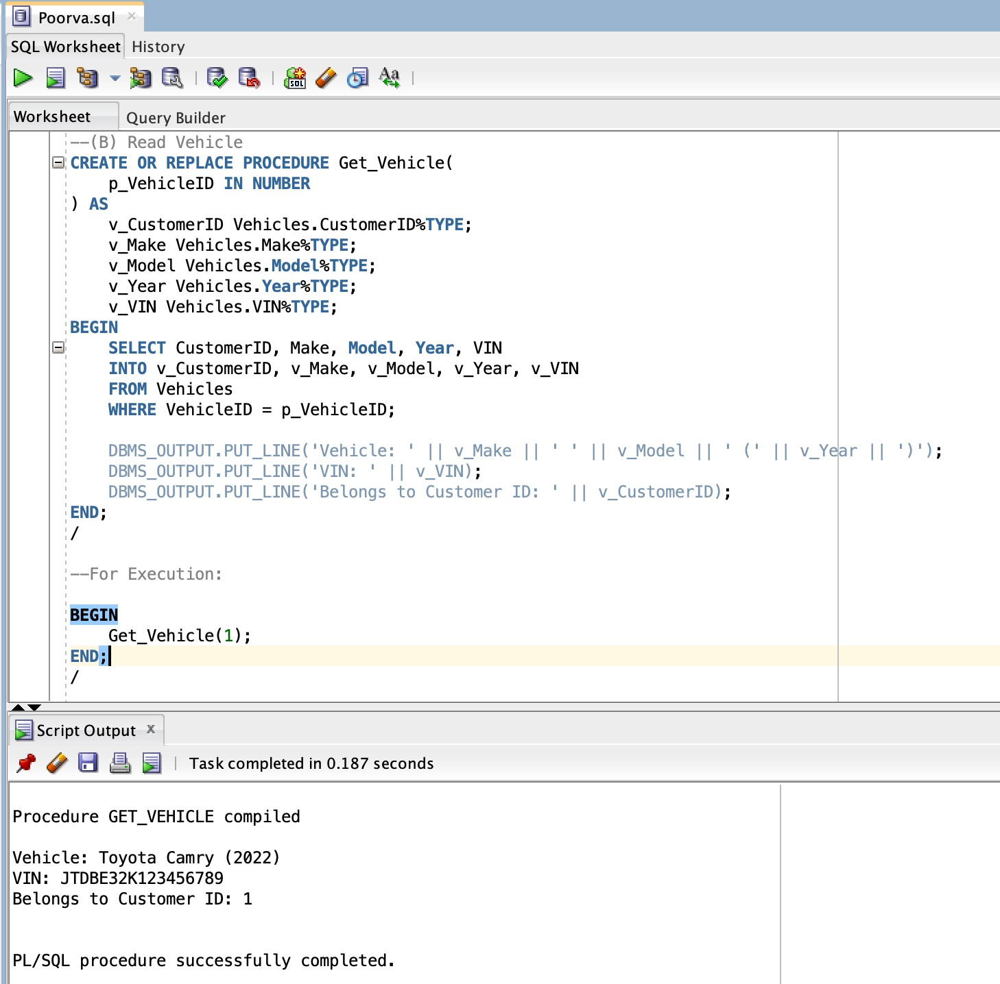 Poorva.sql
SQL Worksheet History
SQL Aa
Worksheet Query Builder
--(B) Read Vehicle
CREATE OR REPLACE PROCEDURE Get_Vehicle(
    p_VehicleID IN NUMBER
) AS
    v_CustomerID Vehicles.CustomerID%TYPE;
    v_Make Vehicles.Make%TYPE;
    v_Model Vehicles.Model%TYPE;
    v_Year Vehicles.Year%TYPE;
    v_VIN Vehicles.VIN%TYPE;
BEGIN
    SELECT CustomerID, Make, Model, Year, VIN
    INTO v_CustomerID, v_Make, v_Model, v_Year, v_VIN
    FROM Vehicles
    WHERE VehicleID = p_VehicleID;
    DBMS_OUTPUT.PUT_LINE('Vehicle: ' || v_Make || ' ' || v_Model || ' (' || v_Year || ')');
    DBMS_OUTPUT.PUT_LINE('VIN: ' || v_VIN);
    DBMS_OUTPUT.PUT_LINE('Belongs to Customer ID: ' || v_CustomerID);
END;
/
--For Execution:
BEGIN
    Get_Vehicle(1);
END;
/
Script Output x
Task completed in 0.187 seconds
Procedure GET_VEHICLE compiled
Vehicle: Toyota Camry (2022)
VIN: JTDBE32K123456789
Belongs to Customer ID: 1
PL/SQL procedure successfully completed.